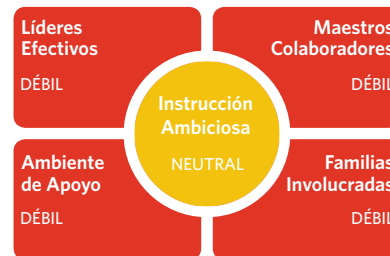 Líderes
Efectivos
DÉBIL
Maestros
Colaboradores
DÉBIL
Instrucción
Ambiciosa
NEUTRAL
Ambiente
de Apoyo
DÉBIL
Familias
Involucradas
DÉBIL